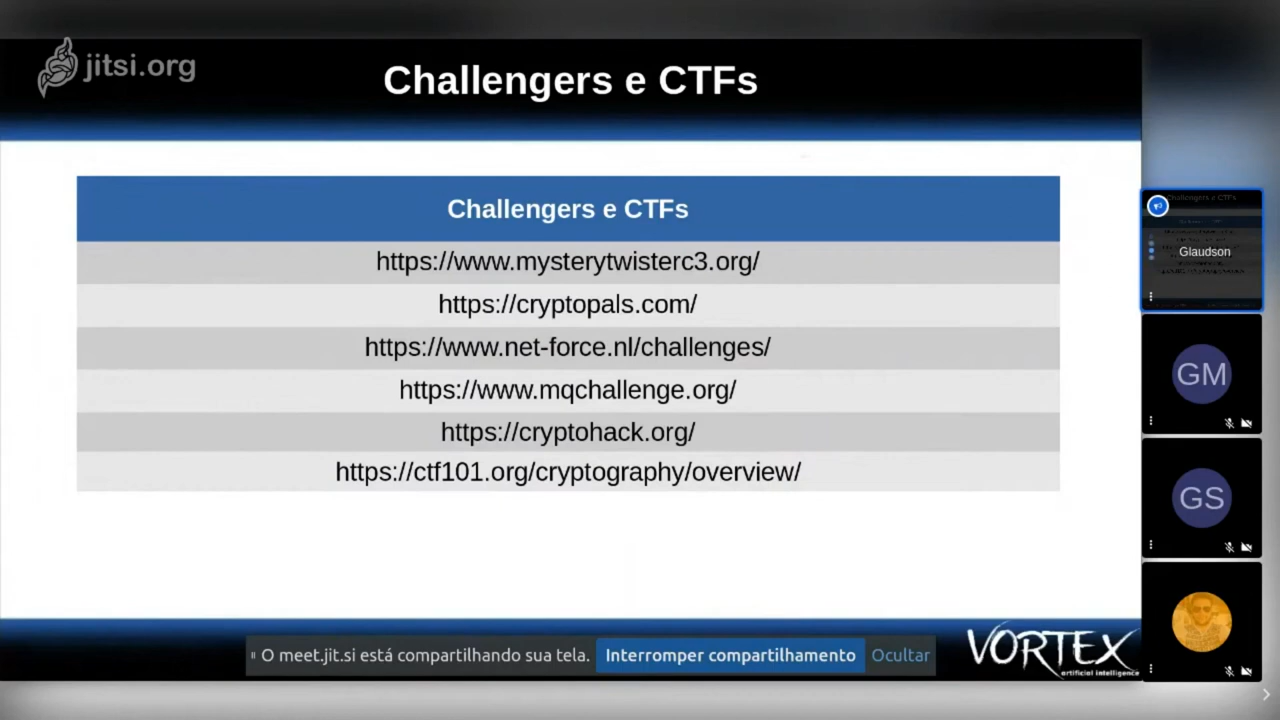 jitsi.org
Challengers e CTFs
Challengers e CTFs
https://www.mysterytwisterc3.org/
https://cryptopals.com/
https://www.net-force.nl/challenges/
https://www.mqchallenge.org/
https://cryptohack.org/
https://ctf101.org/cryptography/overview/
O meet.jit.si está compartilhando sua tela. Interromper compartilhamento Ocultar
VORTEX
artificial intelligence
Challengers e CTFs
Glaudson
GM
GS